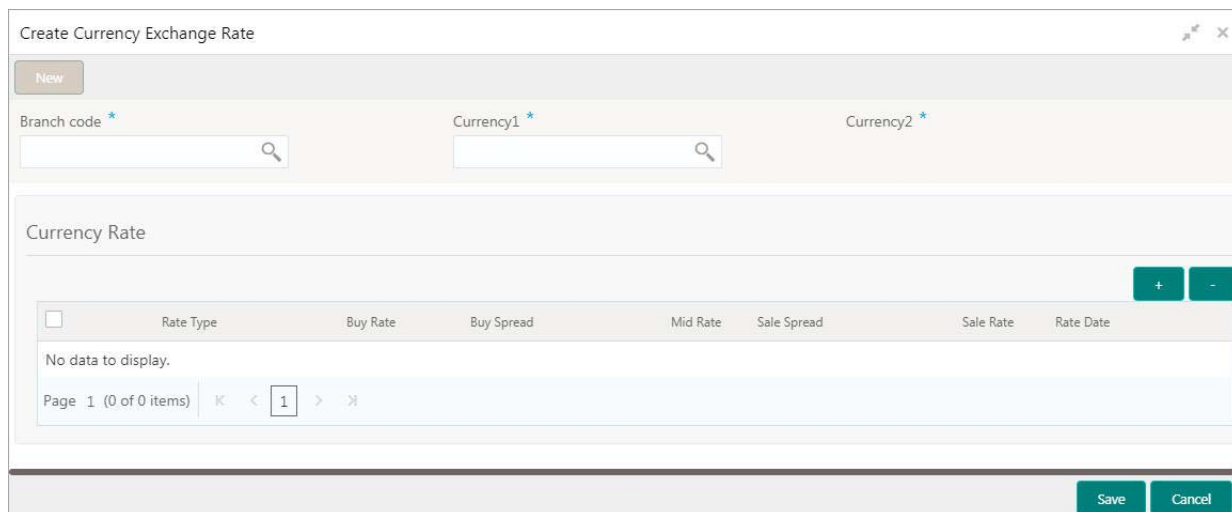 Create Currency Exchange Rate
New
Branch code * Currency1 * Currency2 *
Currency Rate
+ -
Rate Type Buy Rate Buy Spread Mid Rate Sale Spread Sale Rate Rate Date
No data to display.
Page 1 (0 of 0 items) 1
Save Cancel